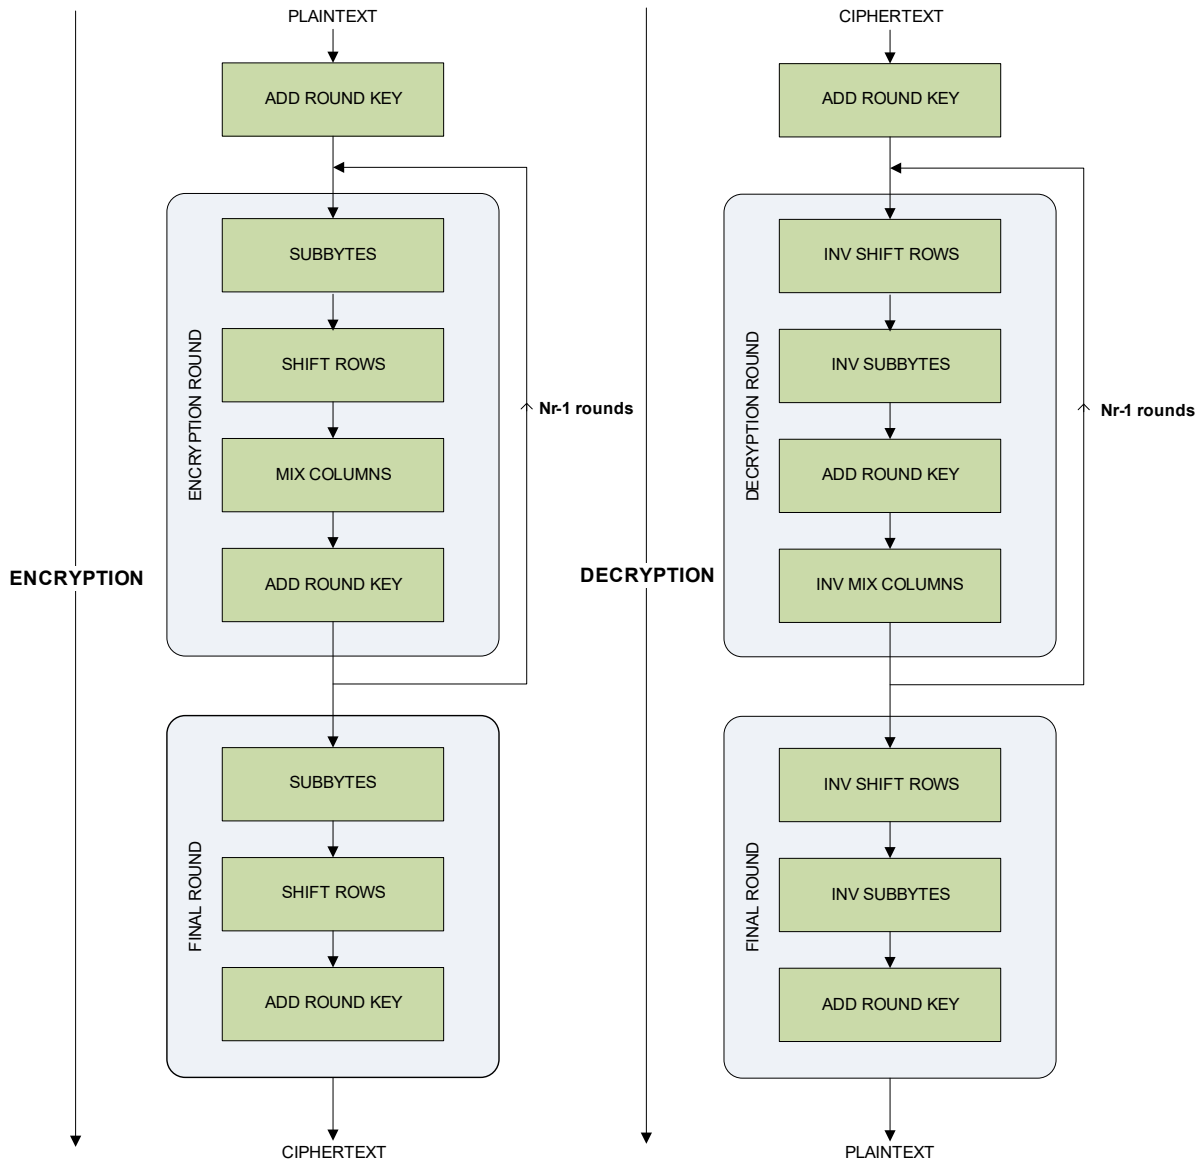 PLAINTEXT
ADD ROUND KEY
SUBBYTES
SHIFT ROWS
MIX COLUMNS
ADD ROUND KEY
ENCRYPTION ROUND
Nr-1 rounds
ENCRYPTION
SUBBYTES
SHIFT ROWS
ADD ROUND KEY
FINAL ROUND
CIPHERTEXT
CIPHERTEXT
ADD ROUND KEY
INV SHIFT ROWS
INV SUBBYTES
ADD ROUND KEY
INV MIX COLUMNS
DECRYPTION ROUND
Nr-1 rounds
DECRYPTION
INV SHIFT ROWS
INV SUBBYTES
ADD ROUND KEY
FINAL ROUND
PLAINTEXT